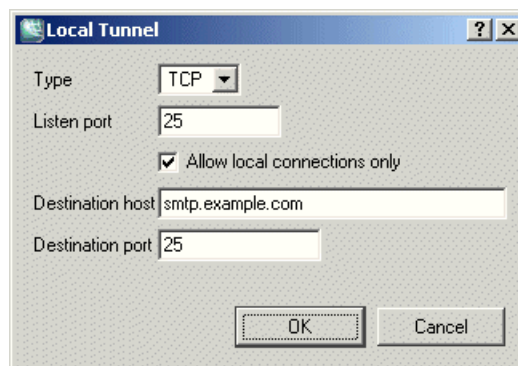 Local Tunnel
Type TCP
Listen port 25
Allow local connections only
Destination host smtp.example.com
Destination port 25
OK Cancel